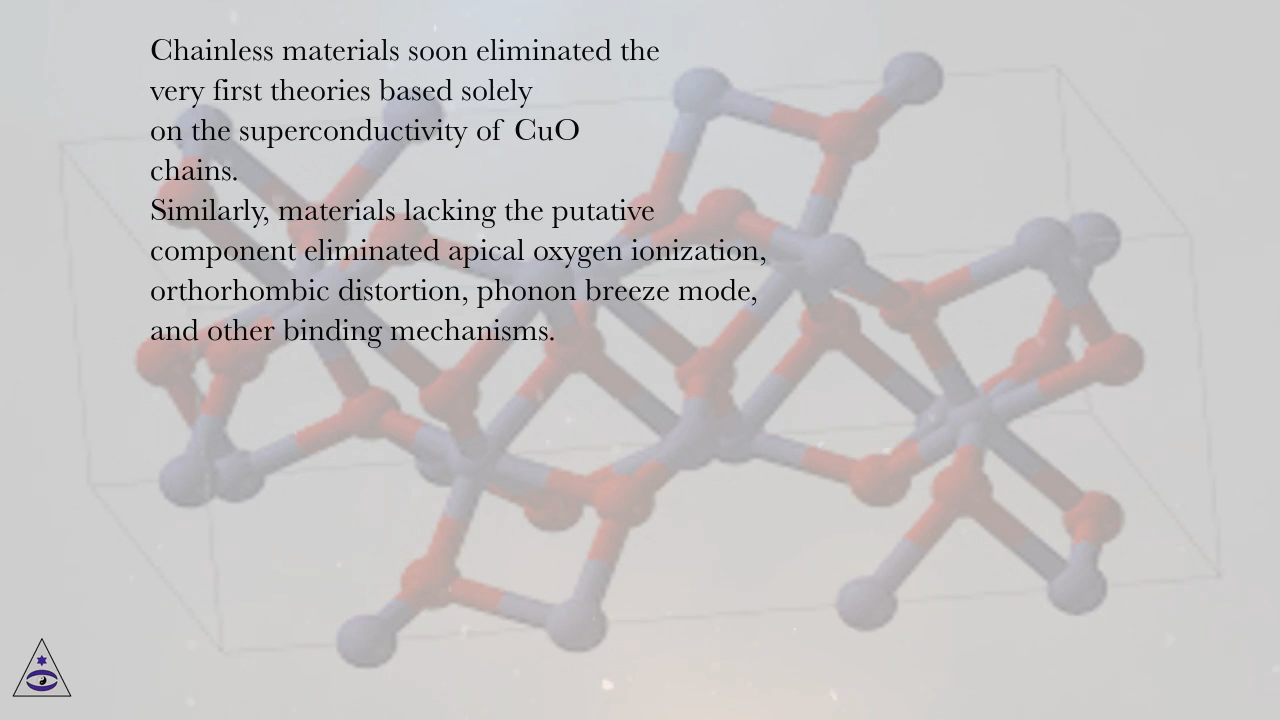 Chainless materials soon eliminated the
very first theories based solely
on the superconductivity of CuO
chains.
Similarly, materials lacking the putative
component eliminated apical oxygen ionization,
orthorhombic distortion, phonon breeze mode,
and other binding mechanisms.